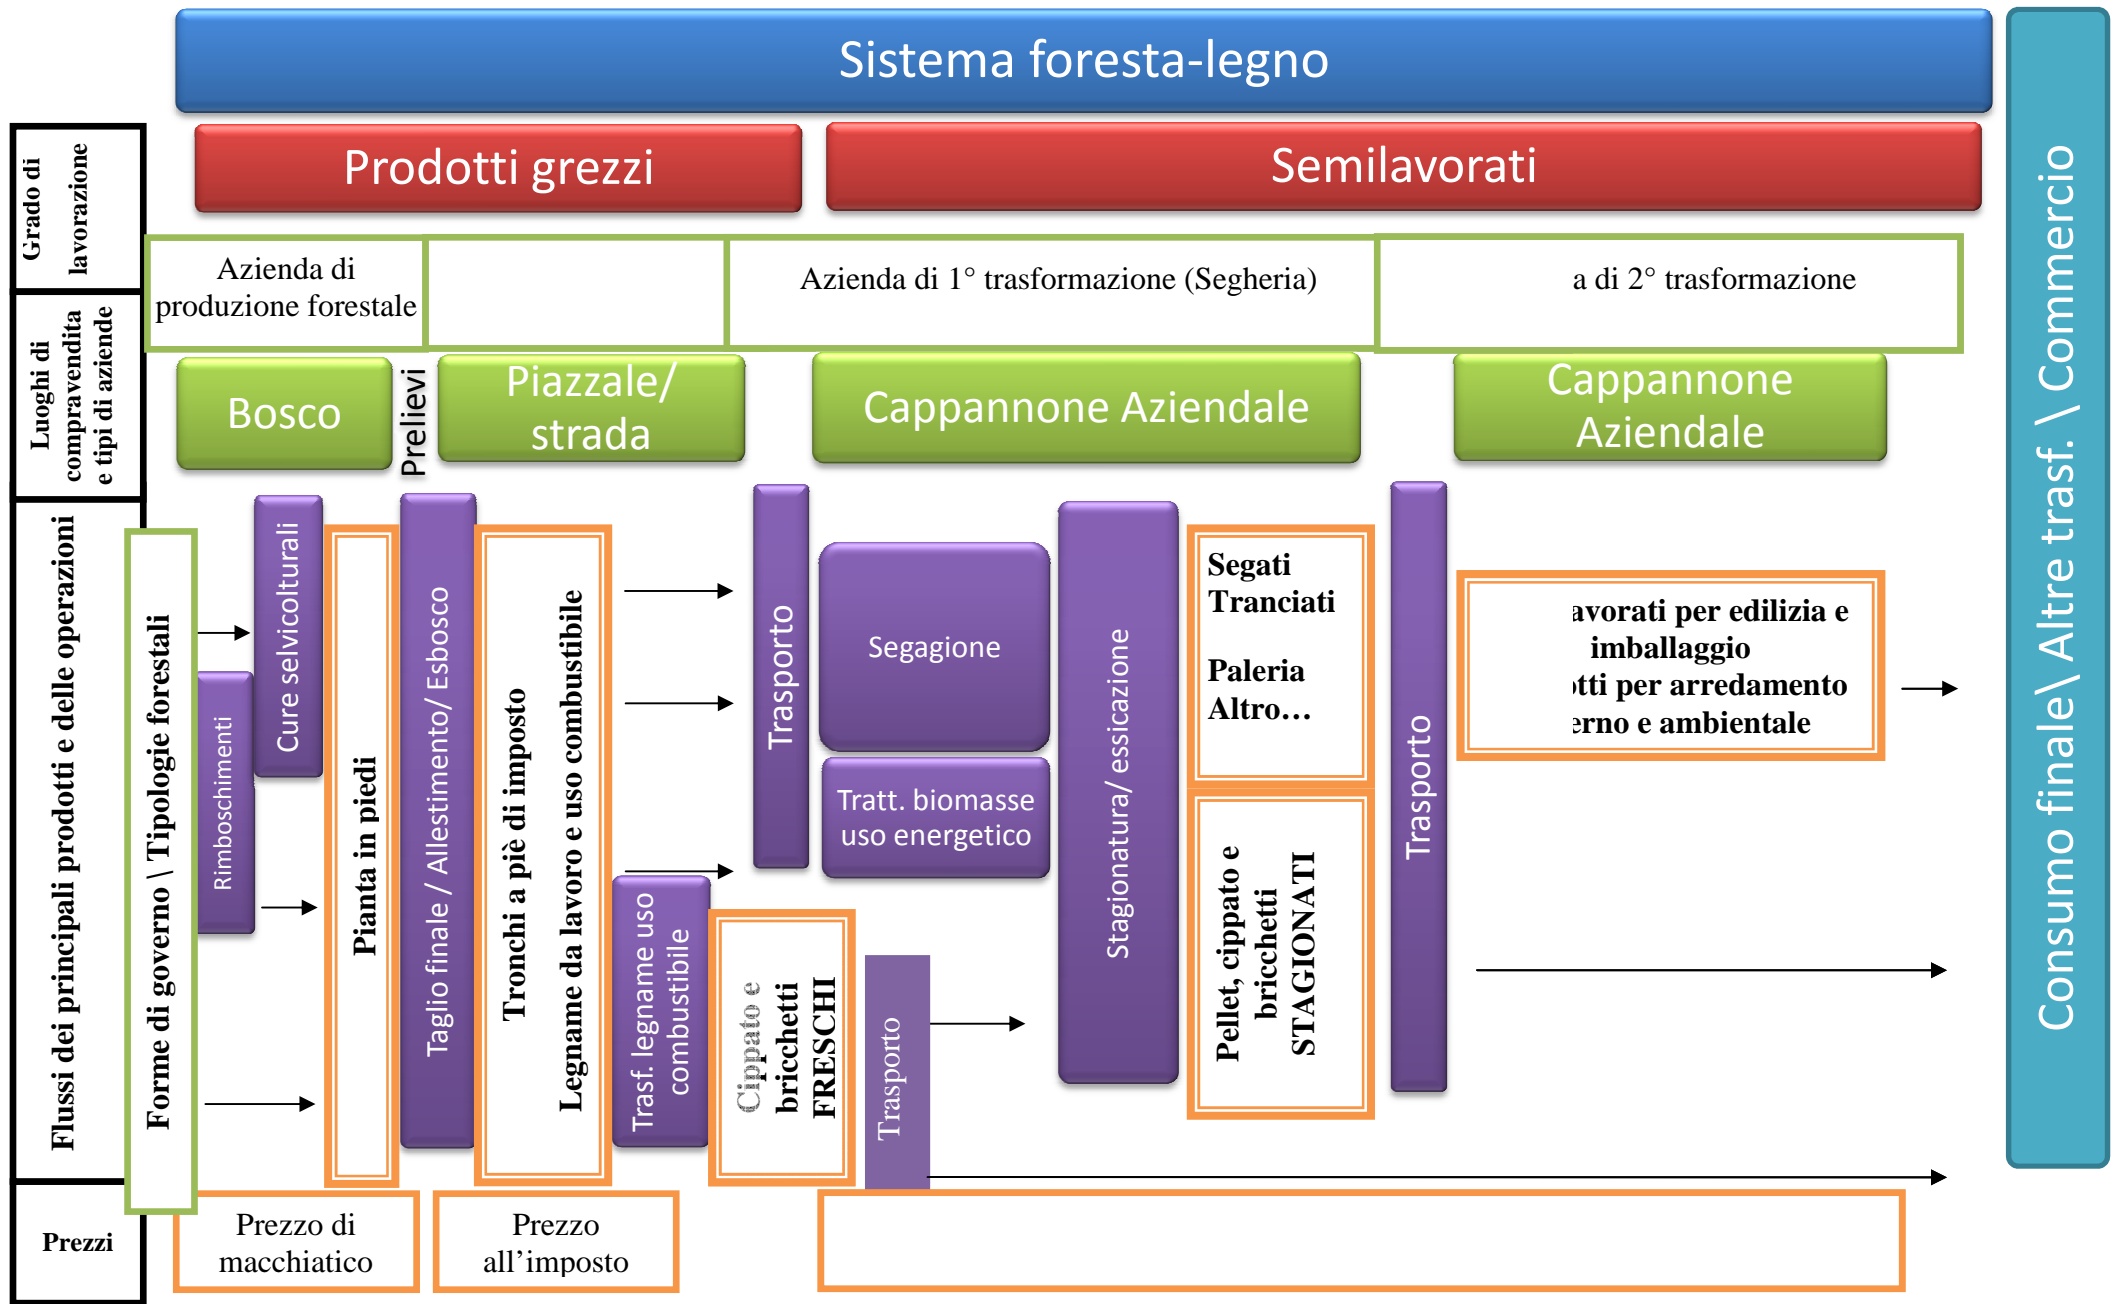 Sistema foresta-legno
Prodotti grezzi
Semilavorati
Consumo finale\ Altre trasf. \ Commercio
Grado di
lavorazione
Azienda di
produzione forestale
Azienda di 1° trasformazione (Segheria)
a di 2° trasformazione
Luoghi di
compravendita
e tipi di aziende
Bosco
Prelievi
Piazzale/
strada
Cappannone Aziendale
Cappannone
Aziendale
Flussi dei principali prodotti e delle operazioni
Forme di governo \ Tipologie forestali
Rimboschimenti
Cure selvicolturali
Pianta in piedi
Taglio finale / Allestimento/ Esbosco
Tronchi a piè di imposto
Legname da lavoro e uso combustibile
Trasf. legname uso
combustibile
Cippato e
bricchetti
FRESCHI
Trasporto
Trasporto
Segagione
Tratt. biomasse
uso energetico
Stagionatura/ essicazione
Segati
Tranciati
Paleria
Altro…
Pellet, cippato e
bricchetti
STAGIONATI
Trasporto
avorati per edilizia e
imballaggio
otti per arredamento
erno e ambientale
Prezzi
Prezzo di
macchiatico
Prezzo
all’imposto